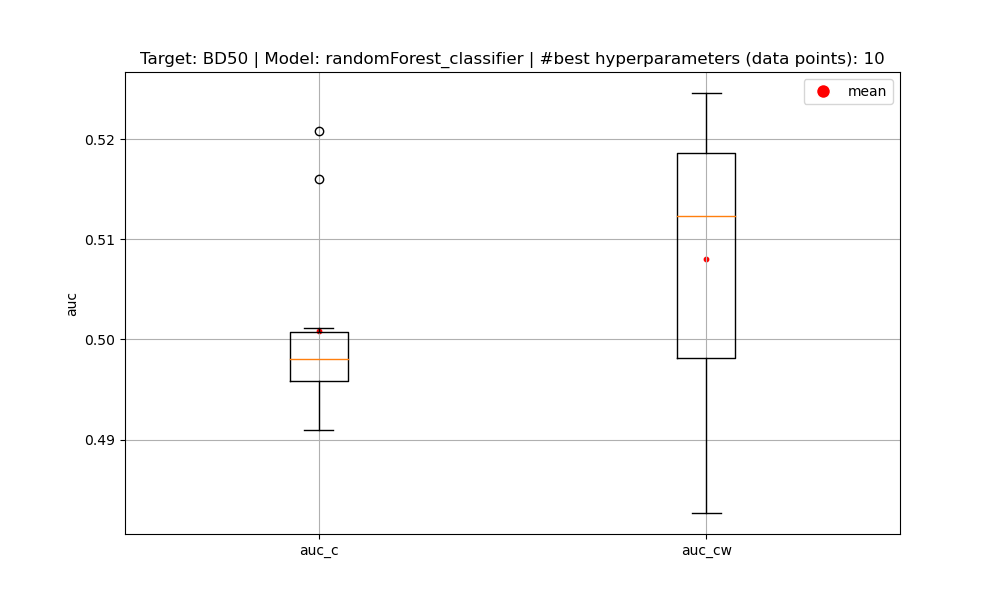 Target: BD50 | Model: randomForest_classifier | #best hyperparameters (data points): 10
mean
0.52
0.51
0.50
0.49
auc
auc_c
auc_cw